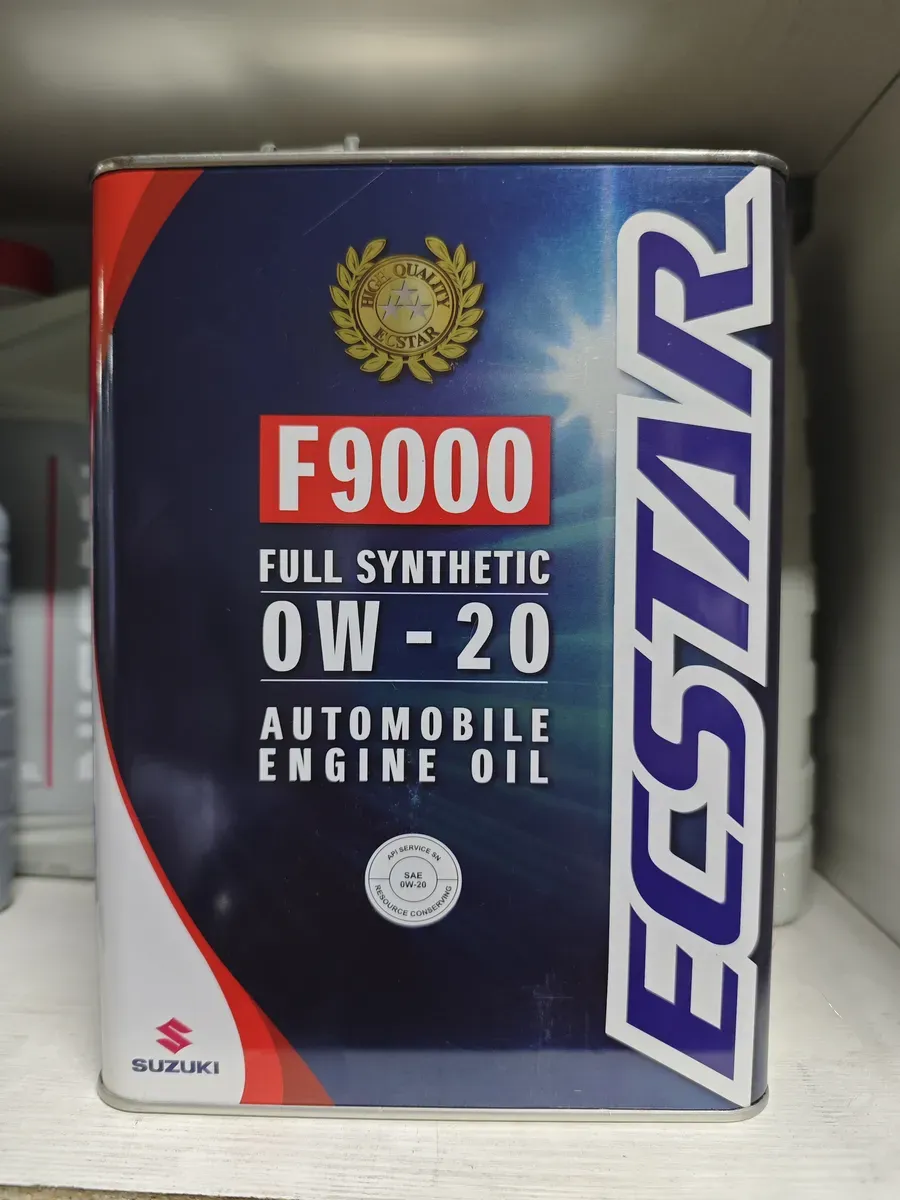 HIGH QUALITY
ECSTAR
F9000
FULL SYNTHETIC
0W-20
AUTOMOBILE
ENGINE OIL
API SERVICE SN
SAE
0W-20
RESOURCE CONSERVING
SUZUKI
ECSTAR